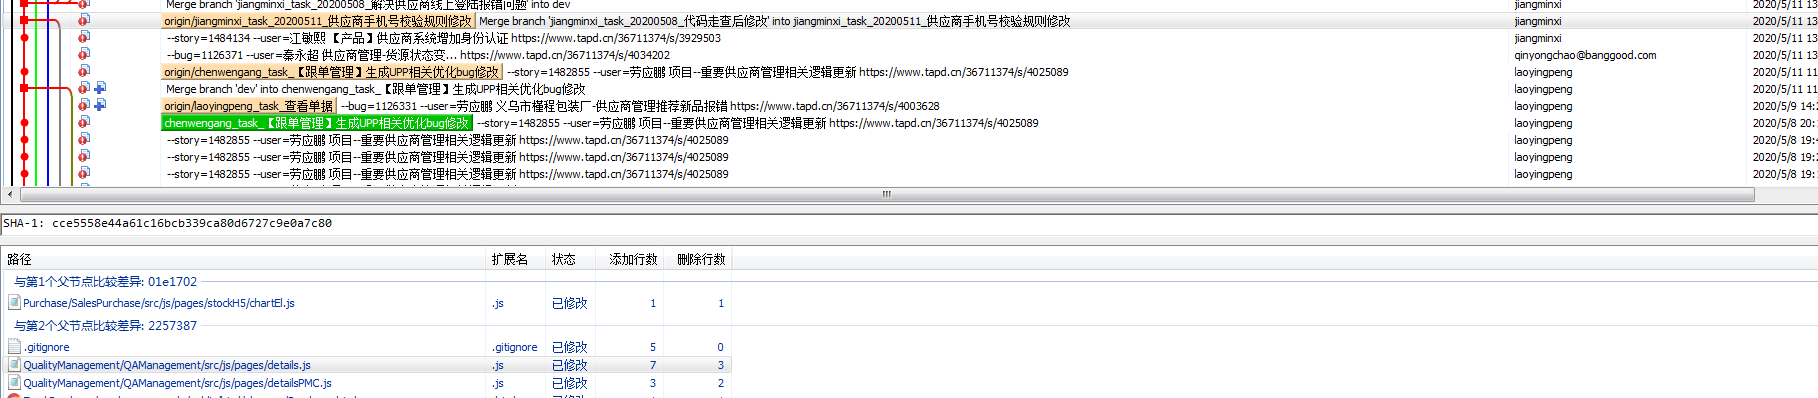 Merge branch 'jiangminxi_task_20200508_解决供应商线上登陆报错问题' into dev jiangminxi 2020/5/11 13
origin/jiangminxi_task_20200511_供应商手机号校验规则修改 Merge branch 'jiangminxi_task_20200508_代码走查后修改' into jiangminxi_task_20200511_供应商手机号校验规则修改 jiangminxi 2020/5/11 13
--story=1484134 --user=江敏熙 【产品】供应商系统增加身份认证 https://www.tapd.cn/36711374/s/3929503 jiangminxi 2020/5/11 13
--bug=1126371 --user=秦永超 供应商管理-货源状态变... https://www.tapd.cn/36711374/s/4034202 qinyongchao@banggood.com 2020/5/11 13
origin/chenwengang_task_【跟单管理】生成UPP相关优化bug修改 --story=1482855 --user=劳应鹏 项目--重要供应商管理相关逻辑更新 https://www.tapd.cn/36711374/s/4025089 laoyingpeng 2020/5/11 11
Merge branch 'dev' into chenwengang_task_【跟单管理】生成UPP相关优化bug修改 laoyingpeng 2020/5/11 11
origin/laoyingpeng_task_查看单据 --bug=1126331 --user=劳应鹏 义乌市槿程包装厂-供应商管理推荐新品报错 https://www.tapd.cn/36711374/s/4003628 laoyingpeng 2020/5/9 14:2
chenwengang_task_【跟单管理】生成UPP相关优化bug修改 --story=1482855 --user=劳应鹏 项目--重要供应商管理相关逻辑更新 https://www.tapd.cn/36711374/s/4025089 laoyingpeng 2020/5/8 20:
--story=1482855 --user=劳应鹏 项目--重要供应商管理相关逻辑更新 https://www.tapd.cn/36711374/s/4025089 laoyingpeng 2020/5/8 19:
--story=1482855 --user=劳应鹏 项目--重要供应商管理相关逻辑更新 https://www.tapd.cn/36711374/s/4025089 laoyingpeng 2020/5/8 19:2
--story=1482855 --user=劳应鹏 项目--重要供应商管理相关逻辑更新 https://www.tapd.cn/36711374/s/4025089 laoyingpeng 2020/5/8 19:
SHA-1: cce5558e44a61c16bcb339ca80d6727c9e0a7c80
路径 扩展名 状态 添加行数 删除行数
与第1个父节点比较差异: 01e1702
Purchase/SalesPurchase/src/js/pages/stockH5/chartEl.js .js 已修改 1 1
与第2个父节点比较差异: 2257387
.gitignore .gitignore 已修改 5 0
QualityManagement/QAManagement/src/js/pages/details.js .js 已修改 7 3
QualityManagement/QAManagement/src/js/pages/detailsPMC.js .js 已修改 3 2